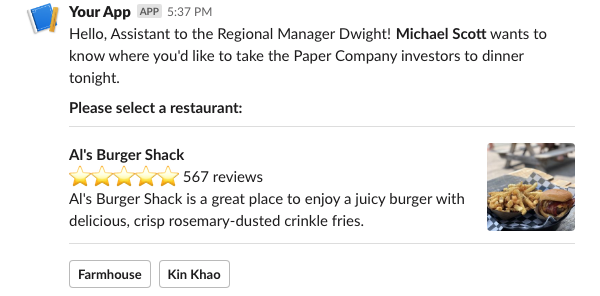 Your App APP 5:37 PM
Hello, Assistant to the Regional Manager Dwight! Michael Scott wants to
know where you'd like to take the Paper Company investors to dinner
tonight.
Please select a restaurant:
Al's Burger Shack
567 reviews
Al's Burger Shack is a great place to enjoy a juicy burger with
delicious, crisp rosemary-dusted crinkle fries.
Farmhouse Kin Khao